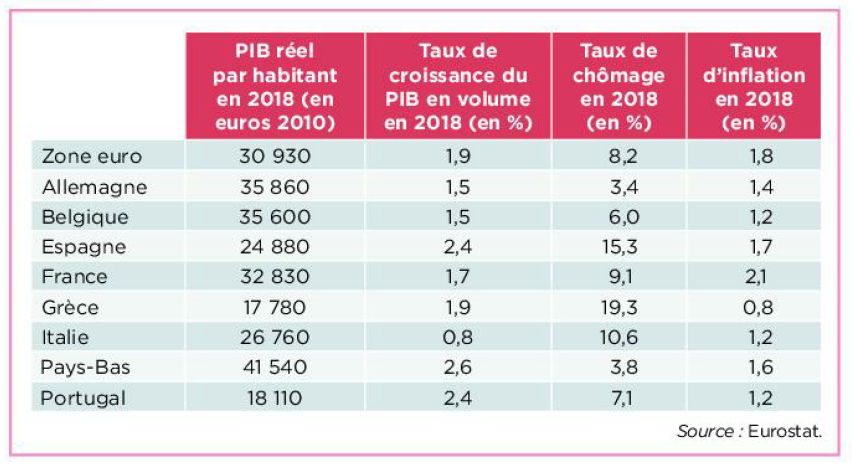 PIB réel par habitant en 2018 (en euros 2010) Taux de croissance du PIB en volume en 2018 (en %) Taux de chômage en 2018 (en %) Taux d'inflation en 2018 (en %)
Zone euro 30 930 1,9 8,2 1,8
Allemagne 35 860 1,5 3,4 1,4
Belgique 35 600 1,5 6,0 1,2
Espagne 24 880 2,4 15,3 1,7
France 32 830 1,7 9,1 2,1
Grèce 17 780 1,9 19,3 0,8
Italie 26 760 0,8 10,6 1,2
Pays-Bas 41 540 2,6 3,8 1,6
Portugal 18 110 2,4 7,1 1,2
Source : Eurostat.